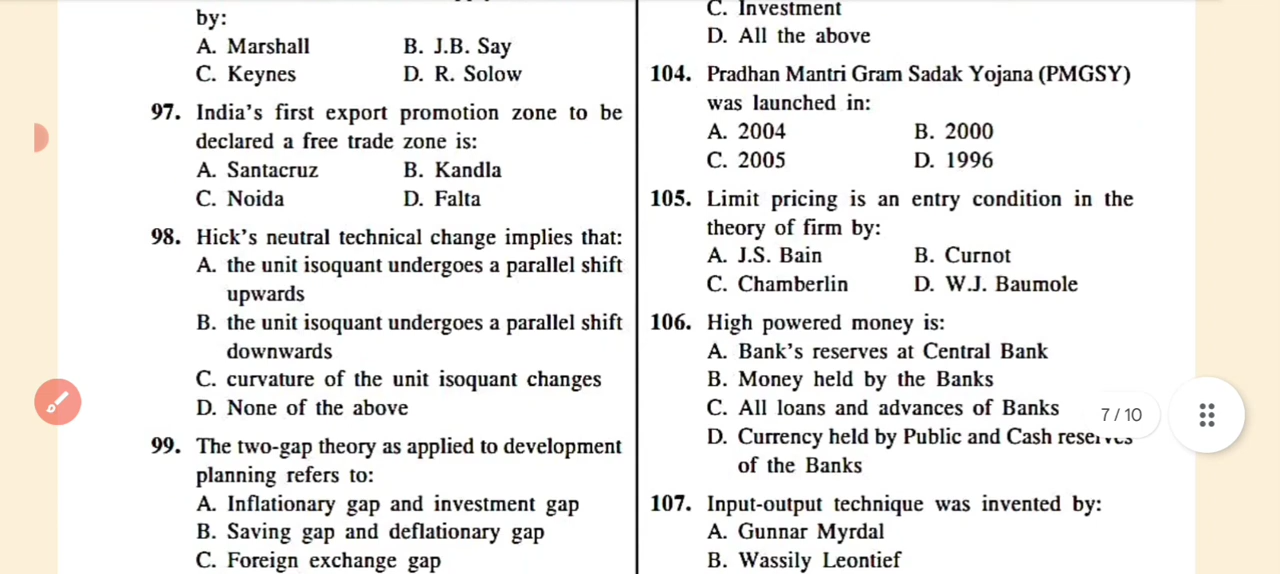 by:
A. Marshall B. J.B. Say
C. Keynes D. R. Solow
97. India's first export promotion zone to be
declared a free trade zone is:
A. Santacruz B. Kandla
C. Noida D. Falta
98. Hick's neutral technical change implies that:
A. the unit isoquant undergoes a parallel shift
upwards
B. the unit isoquant undergoes a parallel shift
downwards
C. curvature of the unit isoquant changes
D. None of the above
99. The two-gap theory as applied to development
planning refers to:
A. Inflationary gap and investment gap
B. Saving gap and deflationary gap
C. Foreign exchange gap
C. Investment
D. All the above
104. Pradhan Mantri Gram Sadak Yojana (PMGSY)
was launched in:
A. 2004 B. 2000
C. 2005 D. 1996
105. Limit pricing is an entry condition in the
theory of firm by:
A. J.S. Bain B. Curnot
C. Chamberlin D. W.J. Baumole
106. High powered money is:
A. Bank's reserves at Central Bank
B. Money held by the Banks
C. All loans and advances of Banks
D. Currency held by Public and Cash reserves
of the Banks
107. Input-output technique was invented by:
A. Gunnar Myrdal
B. Wassily Leontief
7 / 10